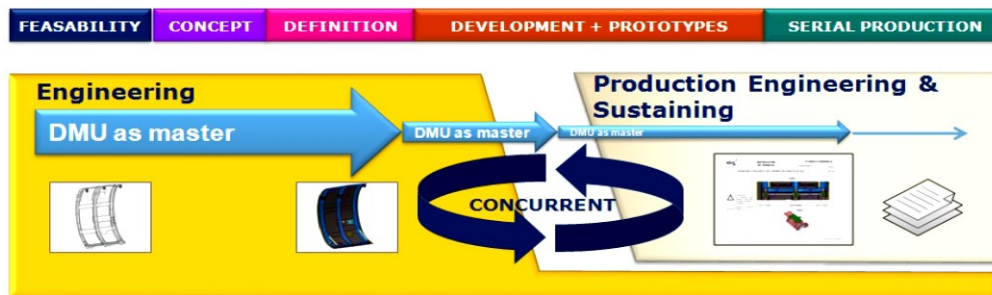 FEASABILITY
CONCEPT
DEFINITION
DEVELOPMENT + PROTOTYPES
SERIAL PRODUCTION
Engineering
Production Engineering &
Sustaining
DMU as master
DMU as master
DMU as master
CONCURRENT